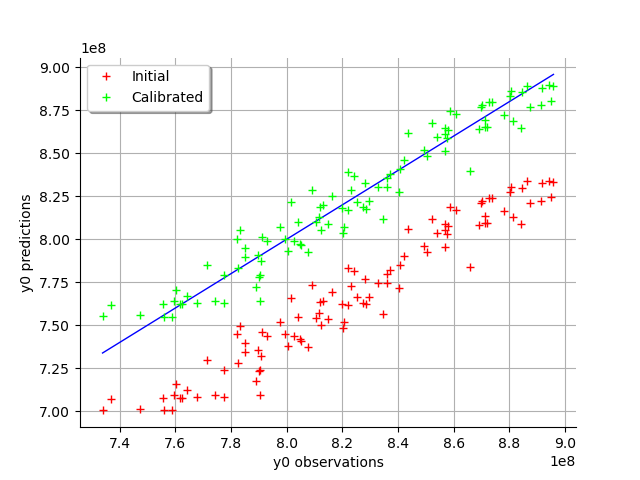 1e8
9.00
8.75
8.50
8.25
8.00
7.75
7.50
7.25
7.00
y0 predictions
Initial
Calibrated
7.4 7.6 7.8 8.0 8.2 8.4 8.6 8.8 9.0
y0 observations
1e8